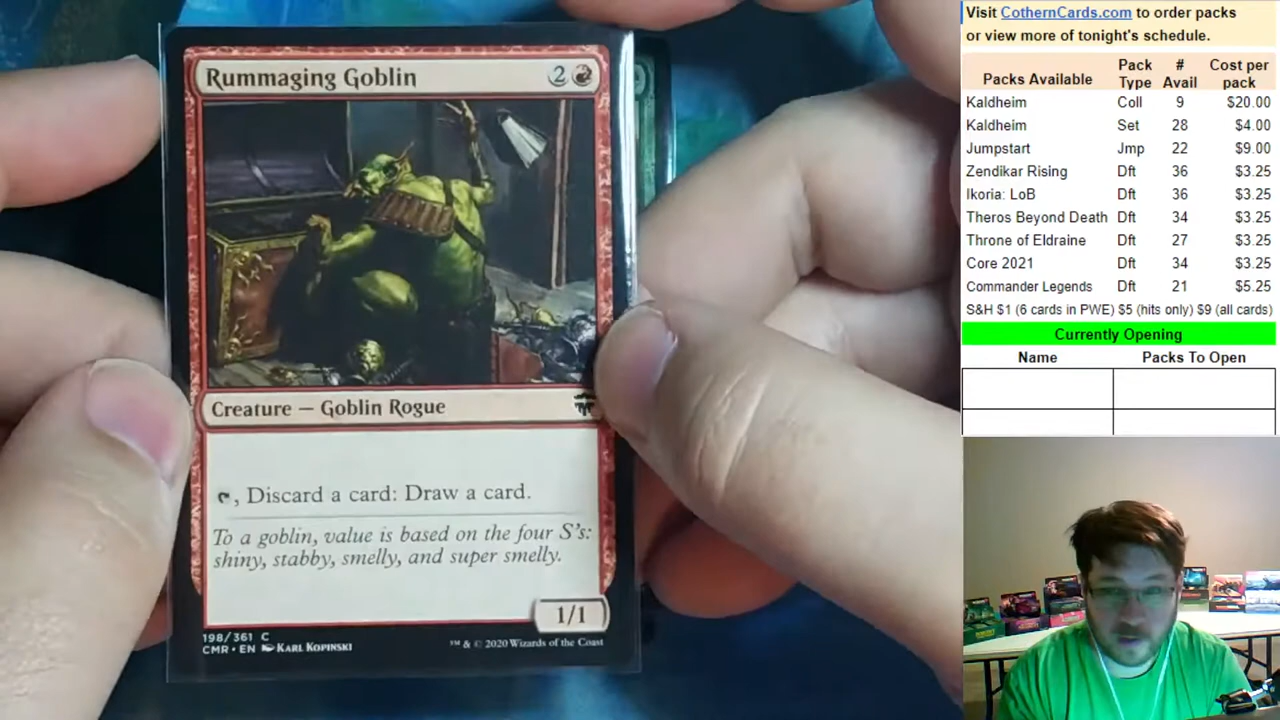 Rummaging Goblin 2
Creature — Goblin Rogue
, Discard a card: Draw a card.
To a goblin, value is based on the four S's:
shiny, stabby, smelly, and super smelly.
1/1
198/361 C
CMR • EN Karl Kopinski
™ & © 2020 Wizards of the Coast
Visit CothernCards.com to order packs
or view more of tonight's schedule.
Packs Available Pack Type # Avail Cost per pack
Kaldheim Coll 9 $20.00
Kaldheim Set 28 $4.00
Jumpstart Jmp 22 $9.00
Zendikar Rising Dft 36 $3.25
Ikoria: LoB Dft 36 $3.25
Theros Beyond Death Dft 34 $3.25
Throne of Eldraine Dft 27 $3.25
Core 2021 Dft 34 $3.25
Commander Legends Dft 21 $5.25
S&H $1 (6 cards in PWE) $5 (hits only) $9 (all cards)
Currently Opening
Name Packs To Open